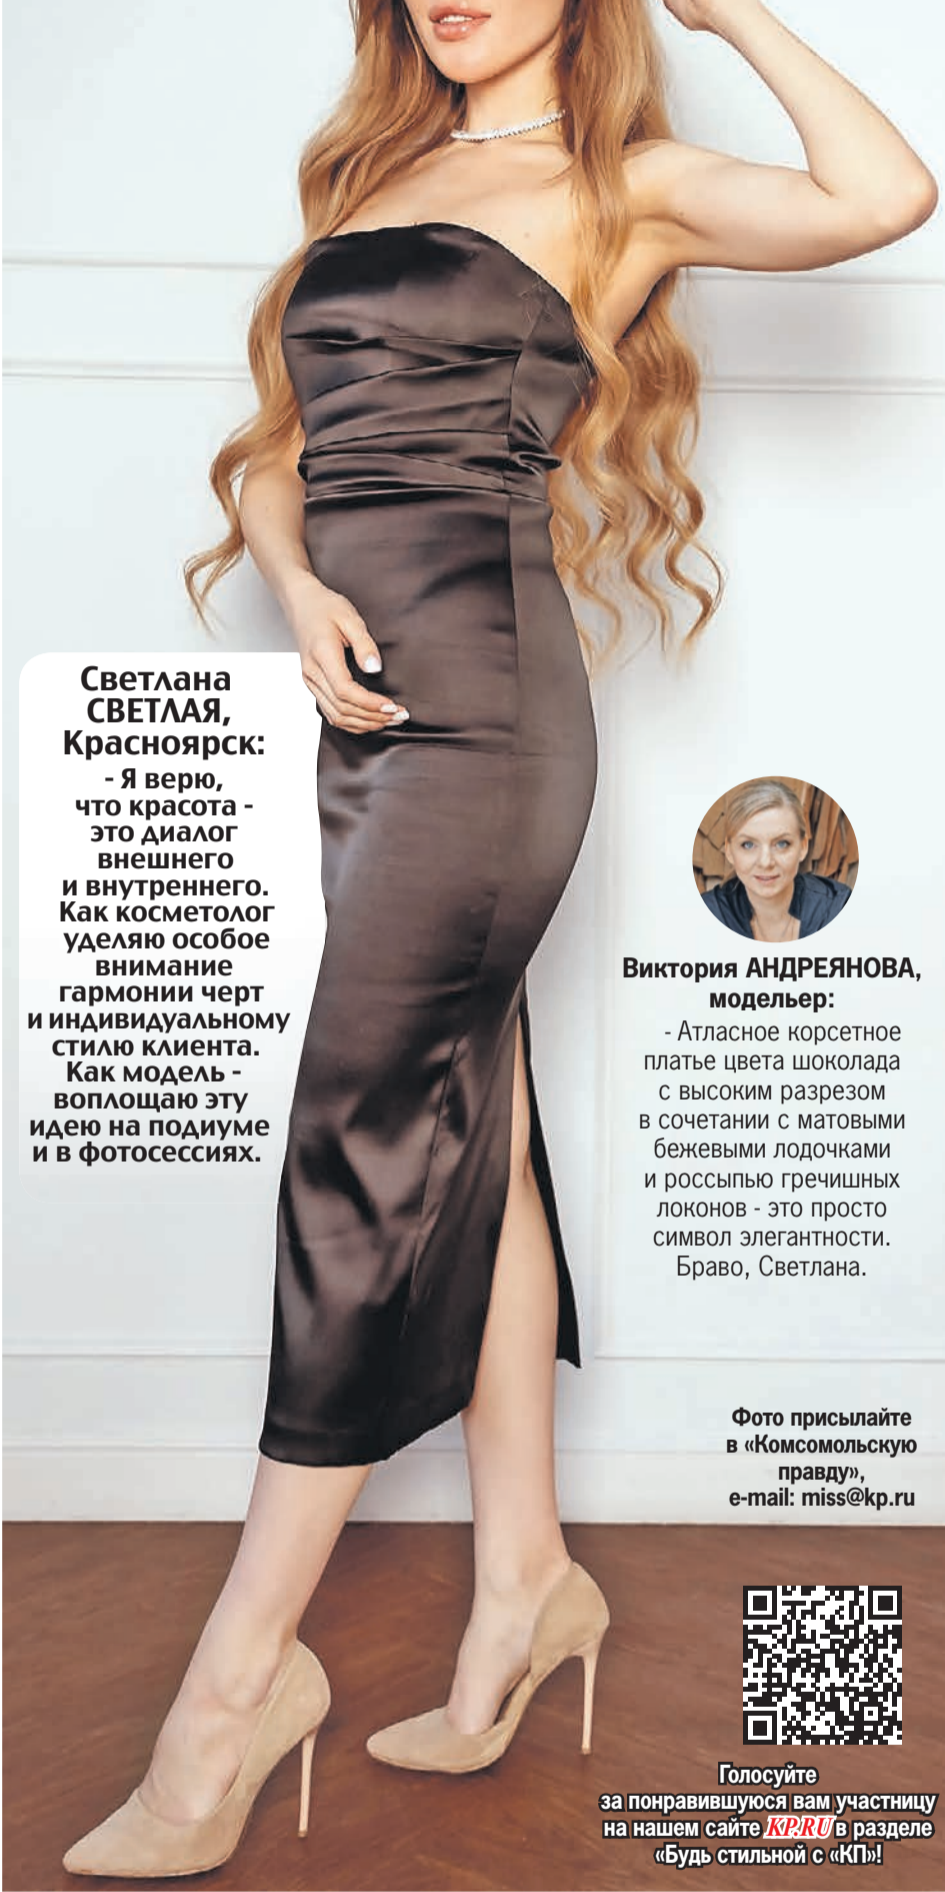 Светлана
СВЕТЛАЯ,
Красноярск:
- Я верю,
что красота -
это диалог
внешнего
и внутреннего.
Как косметолог
уделяю особое
внимание
гармонии черт
и индивидуальному
стилю клиента.
Как модель -
воплощаю эту
идею на подиуме
и в фотосессиях.
Виктория АНДРЕЯНОВА,
модельер:
- Атласное корсетное
платье цвета шоколада
с высоким разрезом
в сочетании с матовыми
бежевыми лодочками
и россыпью гречишных
локонов - это просто
символ элегантности.
Браво, Светлана.
Фото присылайте
в «Комсомольскую
правду»,
e-mail: miss@kp.ru
Голосуйте
за понравившуюся вам участницу
на нашем сайте KP.RU в разделе
«Будь стильной с «КП»!